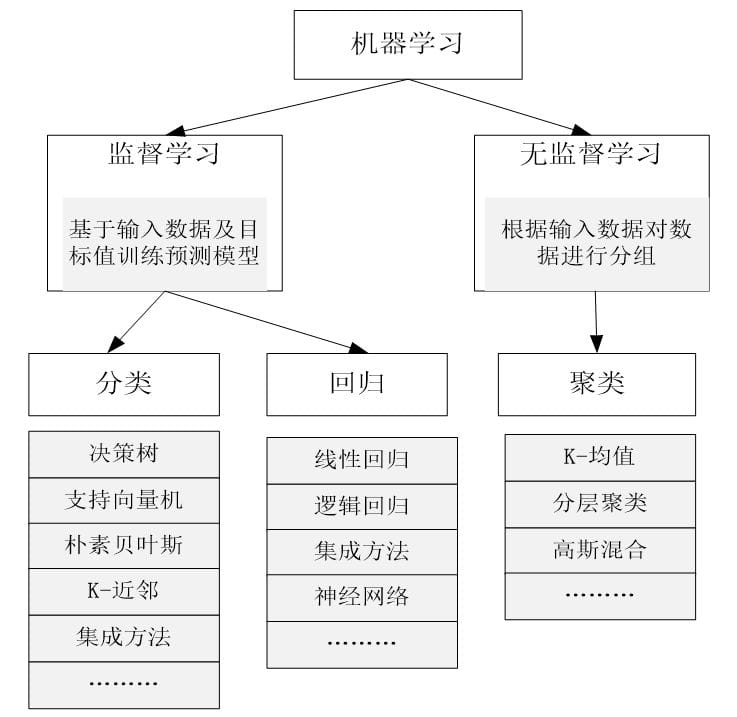 机器学习
监督学习
基于输入数据及目
标值训练预测模型
无监督学习
根据输入数据对数
据进行分组
分类
决策树
支持向量机
朴素贝叶斯
K-近邻
集成方法
………
回归
线性回归
逻辑回归
集成方法
神经网络
………
聚类
K-均值
分层聚类
高斯混合
………